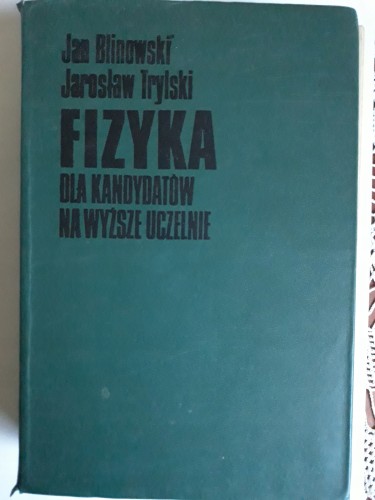 Jan Blinowski
Jarosław Trylski
FIZYKA
DLA KANDYDATÓW
NA WYŻSZE UCZELNIE